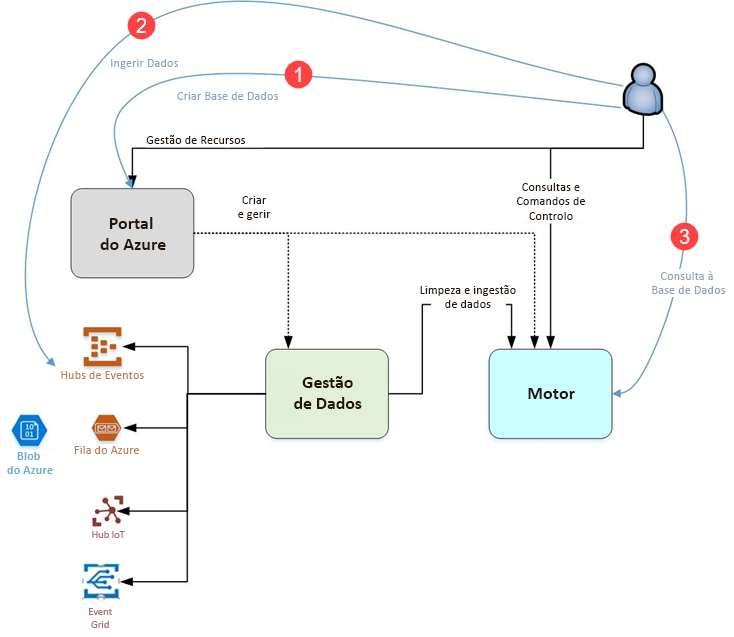 2
Ingerir Dados
1
Criar Base de Dados
Gestão de Recursos
Portal
do Azure
Criar
e gerir
Consultas e
Comandos de
Controlo
3
Consulta à
Base de Dados
Limpeza e ingestão
de dados
Hubs de Eventos
Gestão
de Dados
Motor
10
01
Blob
do Azure
Fila do Azure
Hub IoT
Event
Grid